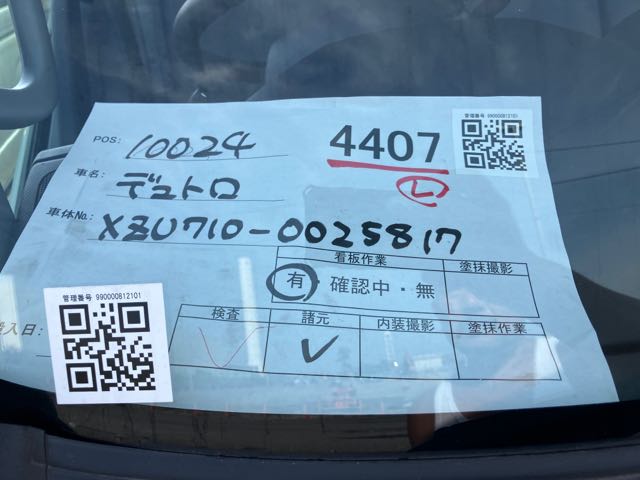 POS: 10024
4407
管理番号 990000812101
L
車名: デュトロ
車体No.: XZU710-0025817
看板作業 塗抹撮影
有・確認中・無
管理番号 990000812101
入日:
検査 諸元 内装撮影 塗抹作業